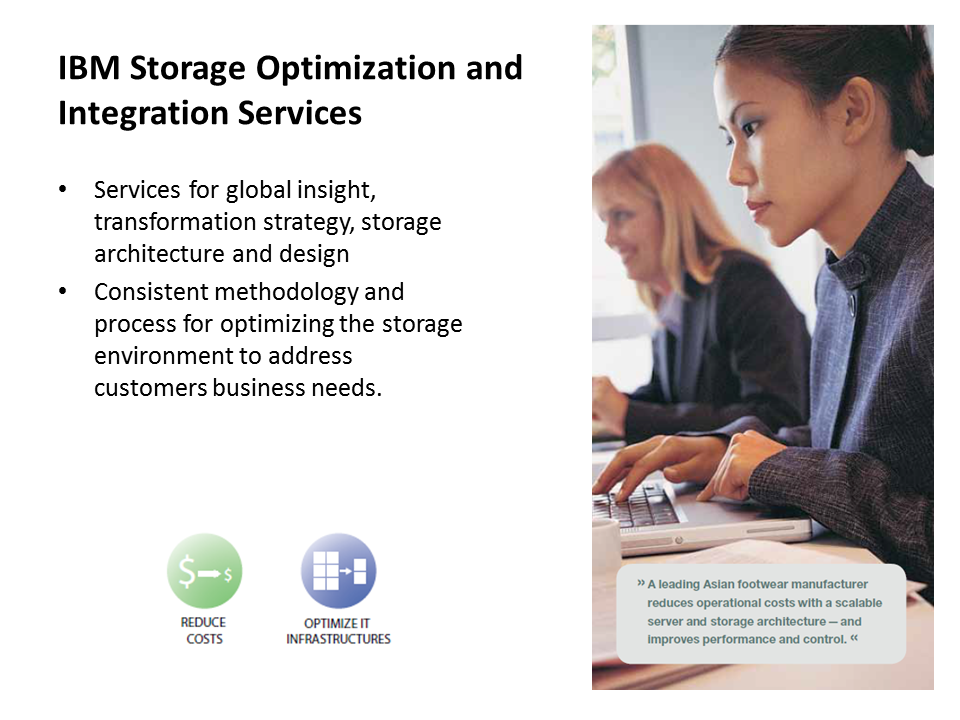 IBM Storage Optimization and
Integration Services
• Services for global insight,
transformation strategy, storage
architecture and design
• Consistent methodology and
process for optimizing the storage
environment to address
customers business needs.
$ $
REDUCE
COSTS
OPTIMIZE IT
INFRASTRUCTURES
» A leading Asian footwear manufacturer
reduces operational costs with a scalable
server and storage architecture — and
improves performance and control. «